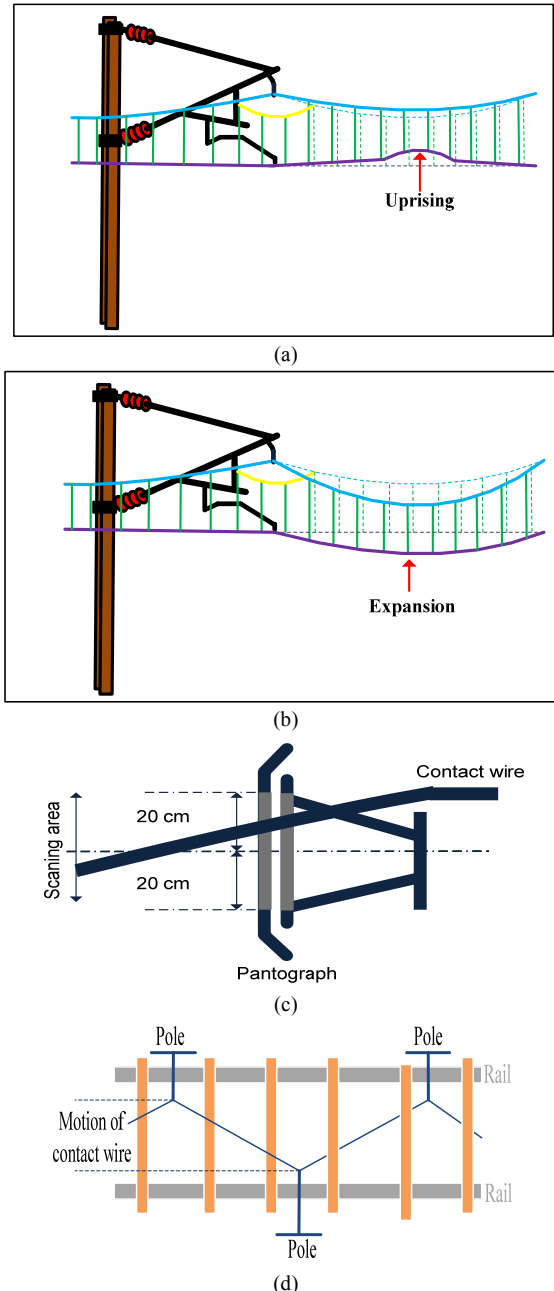 Uprising
(a)
Expansion
(b)
Contact wire
Scaning area
20 cm
20 cm
Pantograph
(c)
Pole
Pole
Rail
Motion of
contact wire
Rail
Pole
(d)